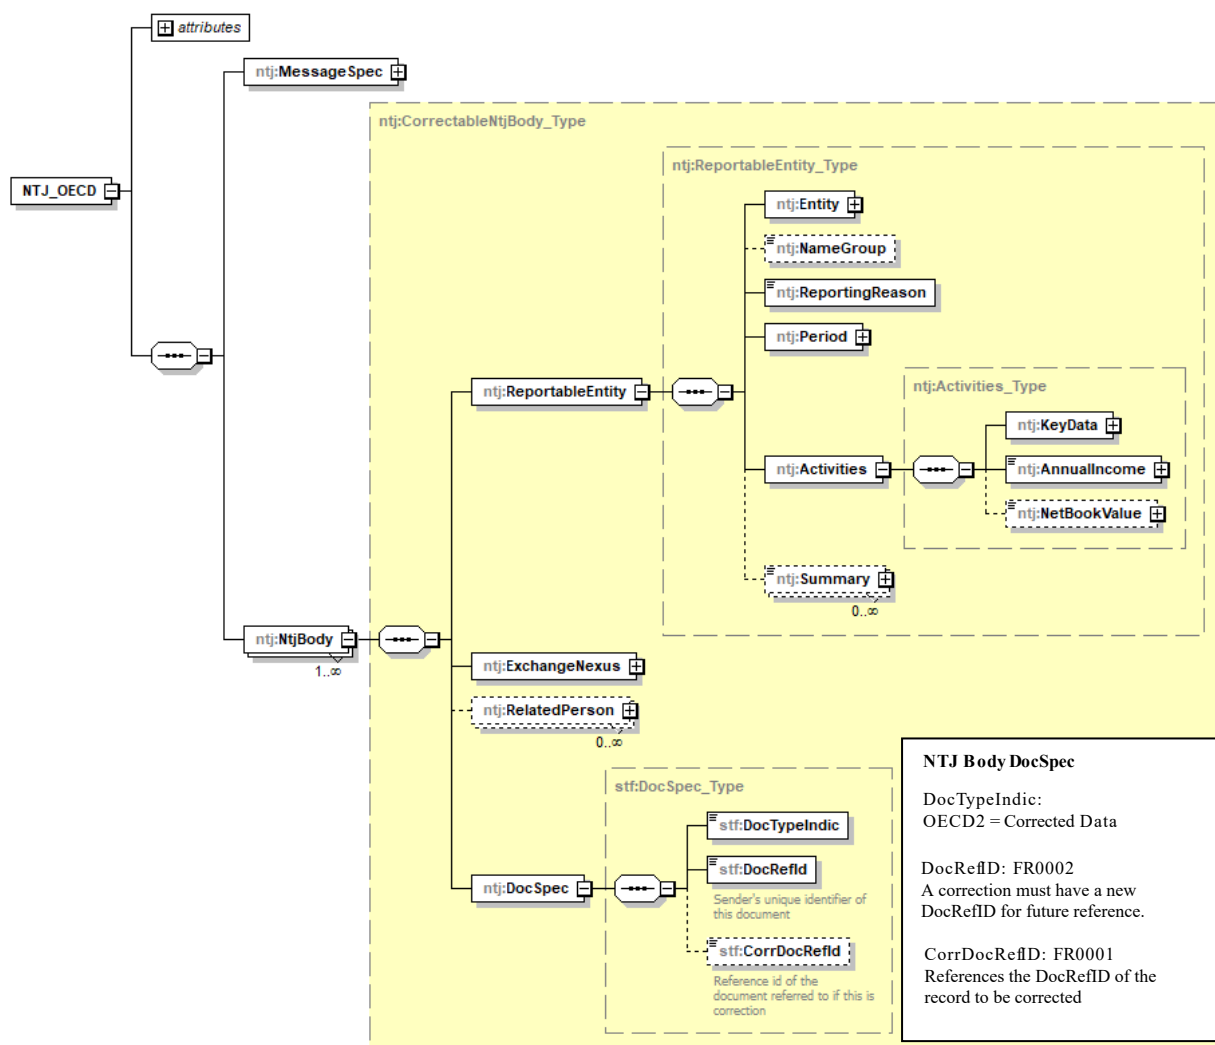 attributes
ntj:MessageSpec
ntj:CorrectableNtjBody_Type
ntj:ReportableEntity_Type
NTJ_OECD
ntj:Entity
ntj:NameGroup
ntj:ReportingReason
ntj:Period
ntj:ReportableEntity
ntj:Activities_Type
ntj:KeyData
ntj:Activities
ntj:AnnualIncome
ntj:NetBookValue
ntj:Summary
0..∞
ntj:NtjBody
1..∞
ntj:ExchangeNexus
ntj:RelatedPerson
0..∞
stf:DocSpec_Type
stf:DocTypeIndic
stf:DocRefId
Sender's unique identifier of
this document
ntj:DocSpec
stf:CorrDocRefId
Reference id of the
document referred to if this is
correction
NTJ Body DocSpec
DocTypeIndic:
OECD2 = Corrected Data
DocRefID: FR0002
A correction must have a new
DocRefID for future reference.
CorrDocRefID: FR0001
References the DocRefID of the
record to be corrected